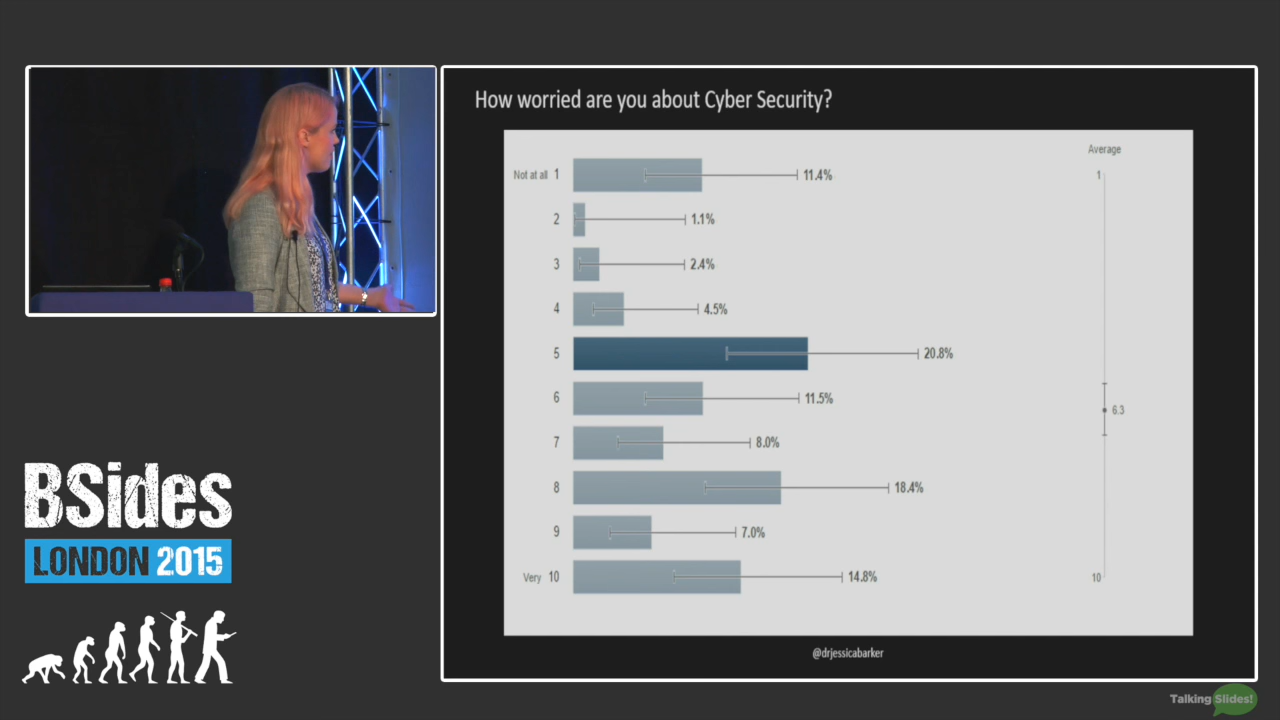 How worried are you about Cyber Security?
Average
Not at all 1 11.4%
1
2 1.1%
3 2.4%
4 4.5%
5 20.8%
6 11.5%
6.3
7 8.0%
8 18.4%
9 7.0%
Very 10 14.8%
10
@drjessicabarker
BSides
LONDON 2015
Talking Slides!